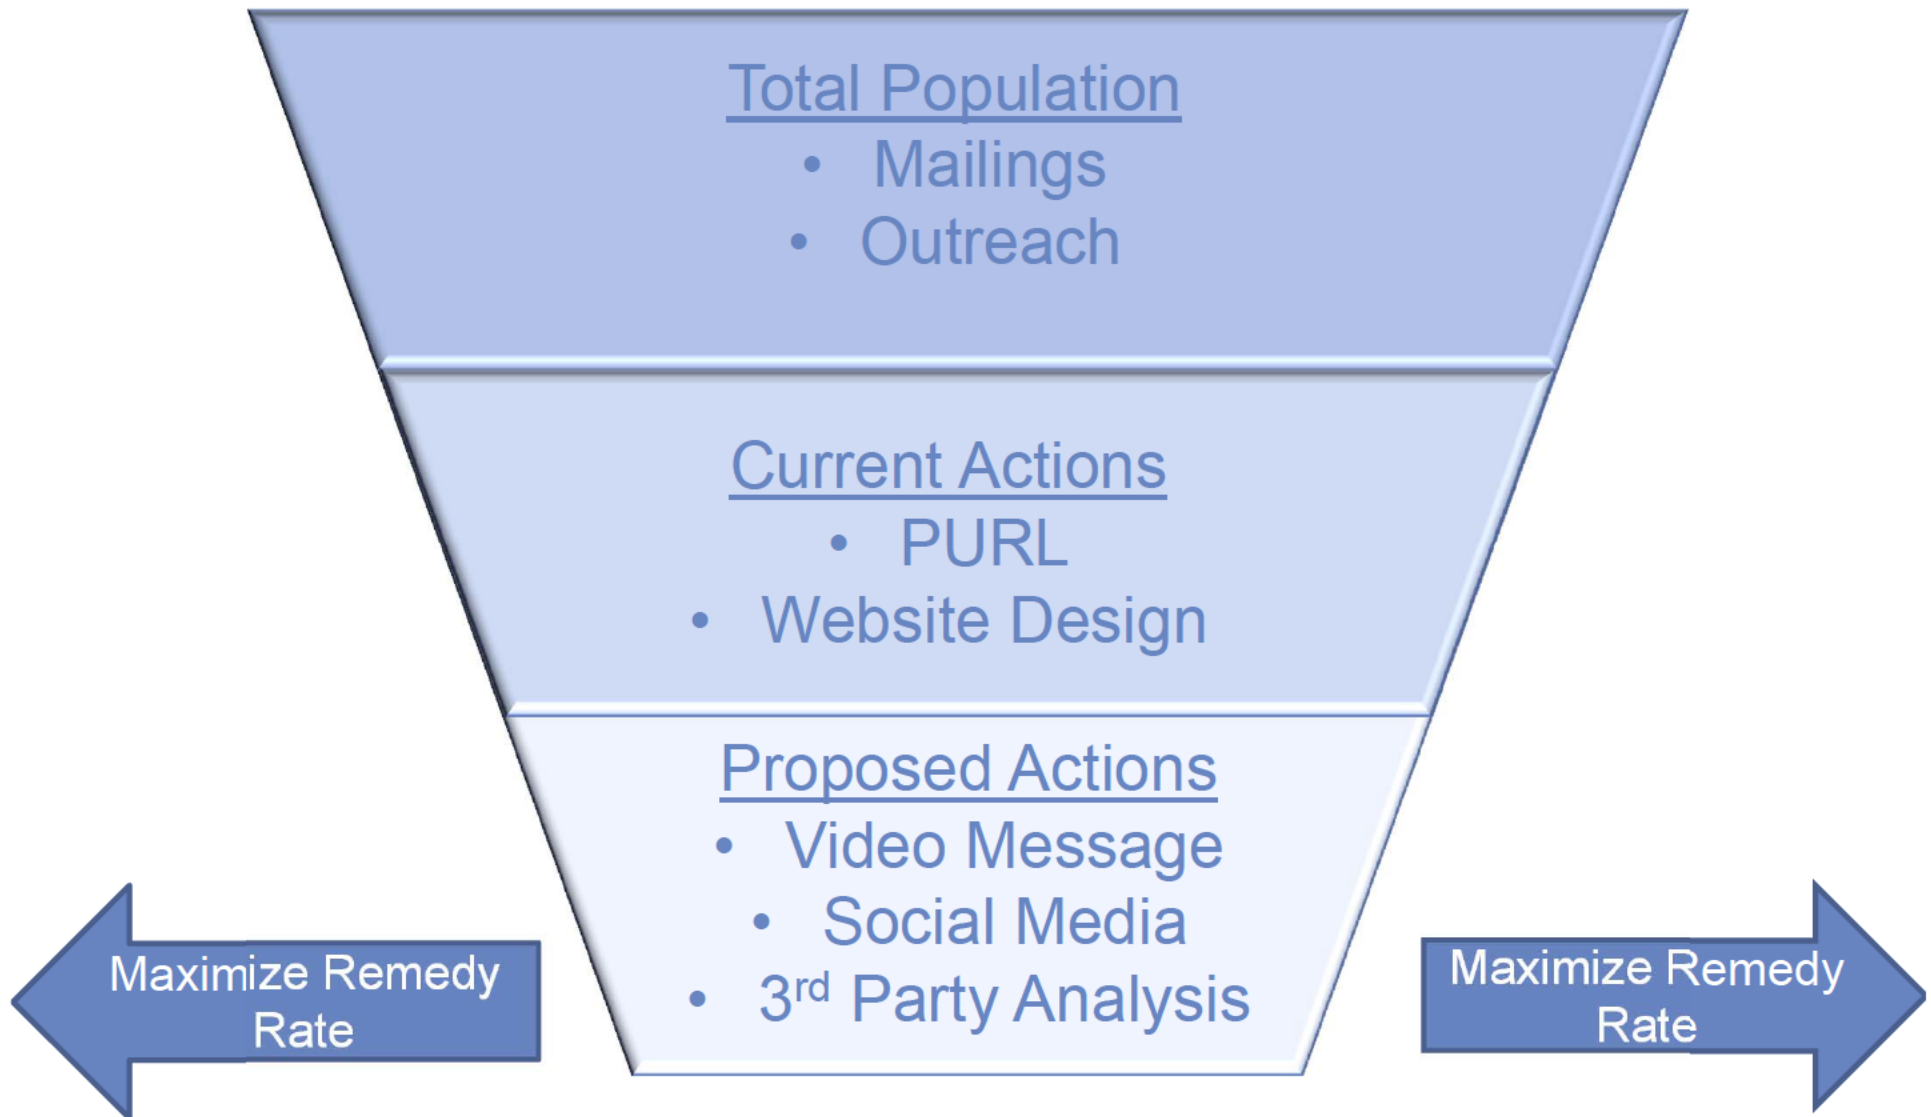 Total Population
• Mailings
• Outreach
Current Actions
• PURL
• Website Design
Proposed Actions
• Video Message
• Social Media
• 3rd Party Analysis
Maximize Remedy
Rate
Maximize Remedy
Rate